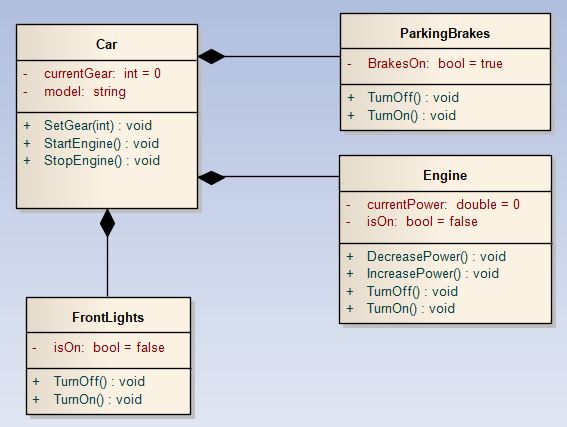 Car
- currentGear: int = 0
- model: string
+ SetGear(int) : void
+ StartEngine() : void
+ StopEngine() : void
ParkingBrakes
- BrakesOn: bool = true
+ TurnOff() : void
+ TurnOn() : void
Engine
- currentPower: double = 0
- isOn: bool = false
+ DecreasePower() : void
+ IncreasePower() : void
+ TurnOff() : void
+ TurnOn() : void
FrontLights
- isOn: bool = false
+ TurnOff() : void
+ TurnOn() : void